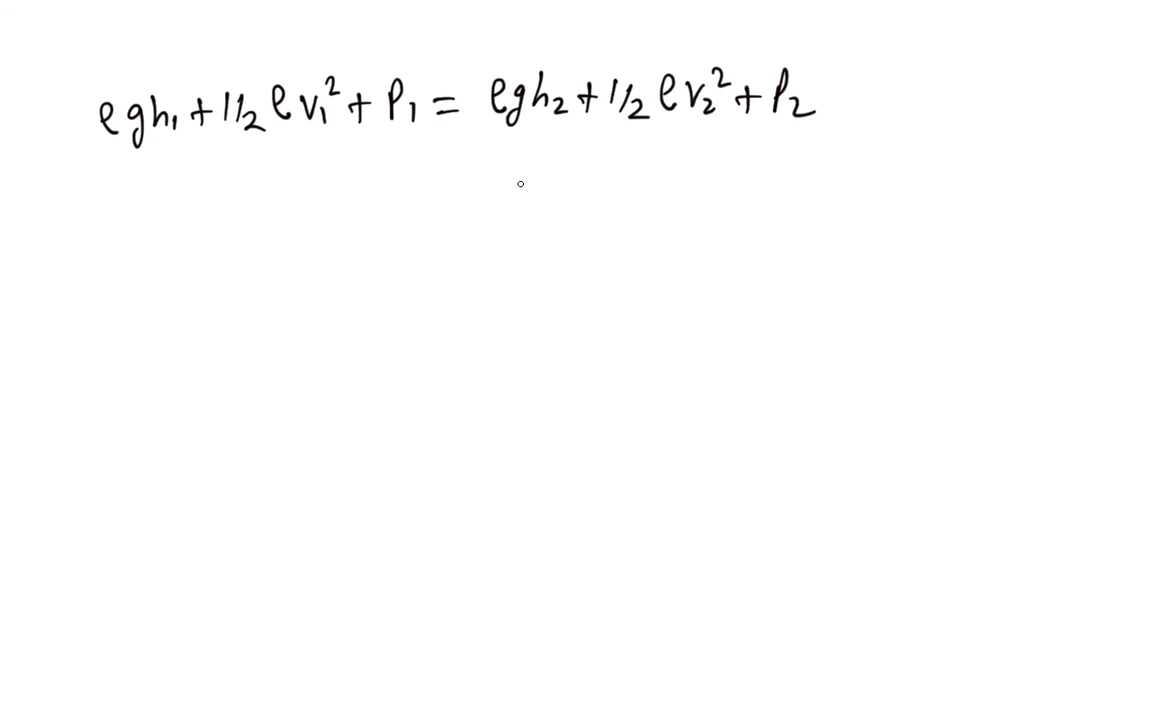 ρgh₁ + 1/2 ρv₁² + P₁ = ρgh₂ + 1/2 ρv₂² + P₂